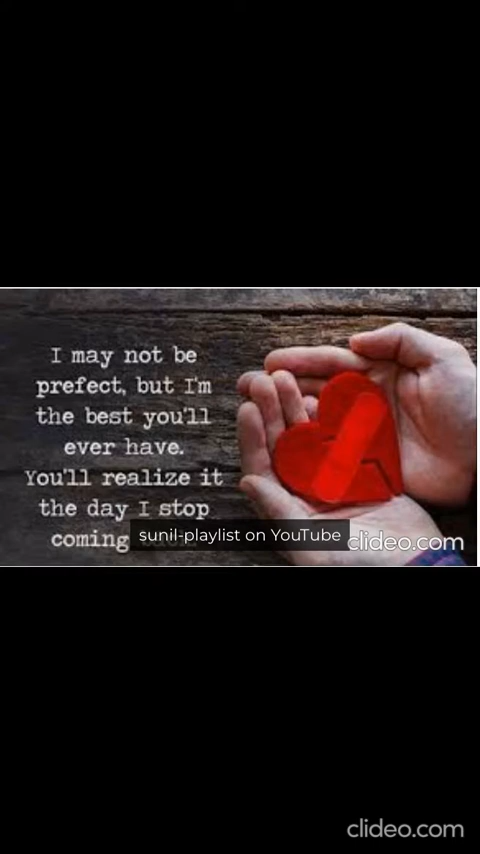 I may not be
prefect, but I'm
the best you'll
ever have.
You'll realize it
the day I stop
coming
sunil-playlist on YouTube
clideo.com
clideo.com